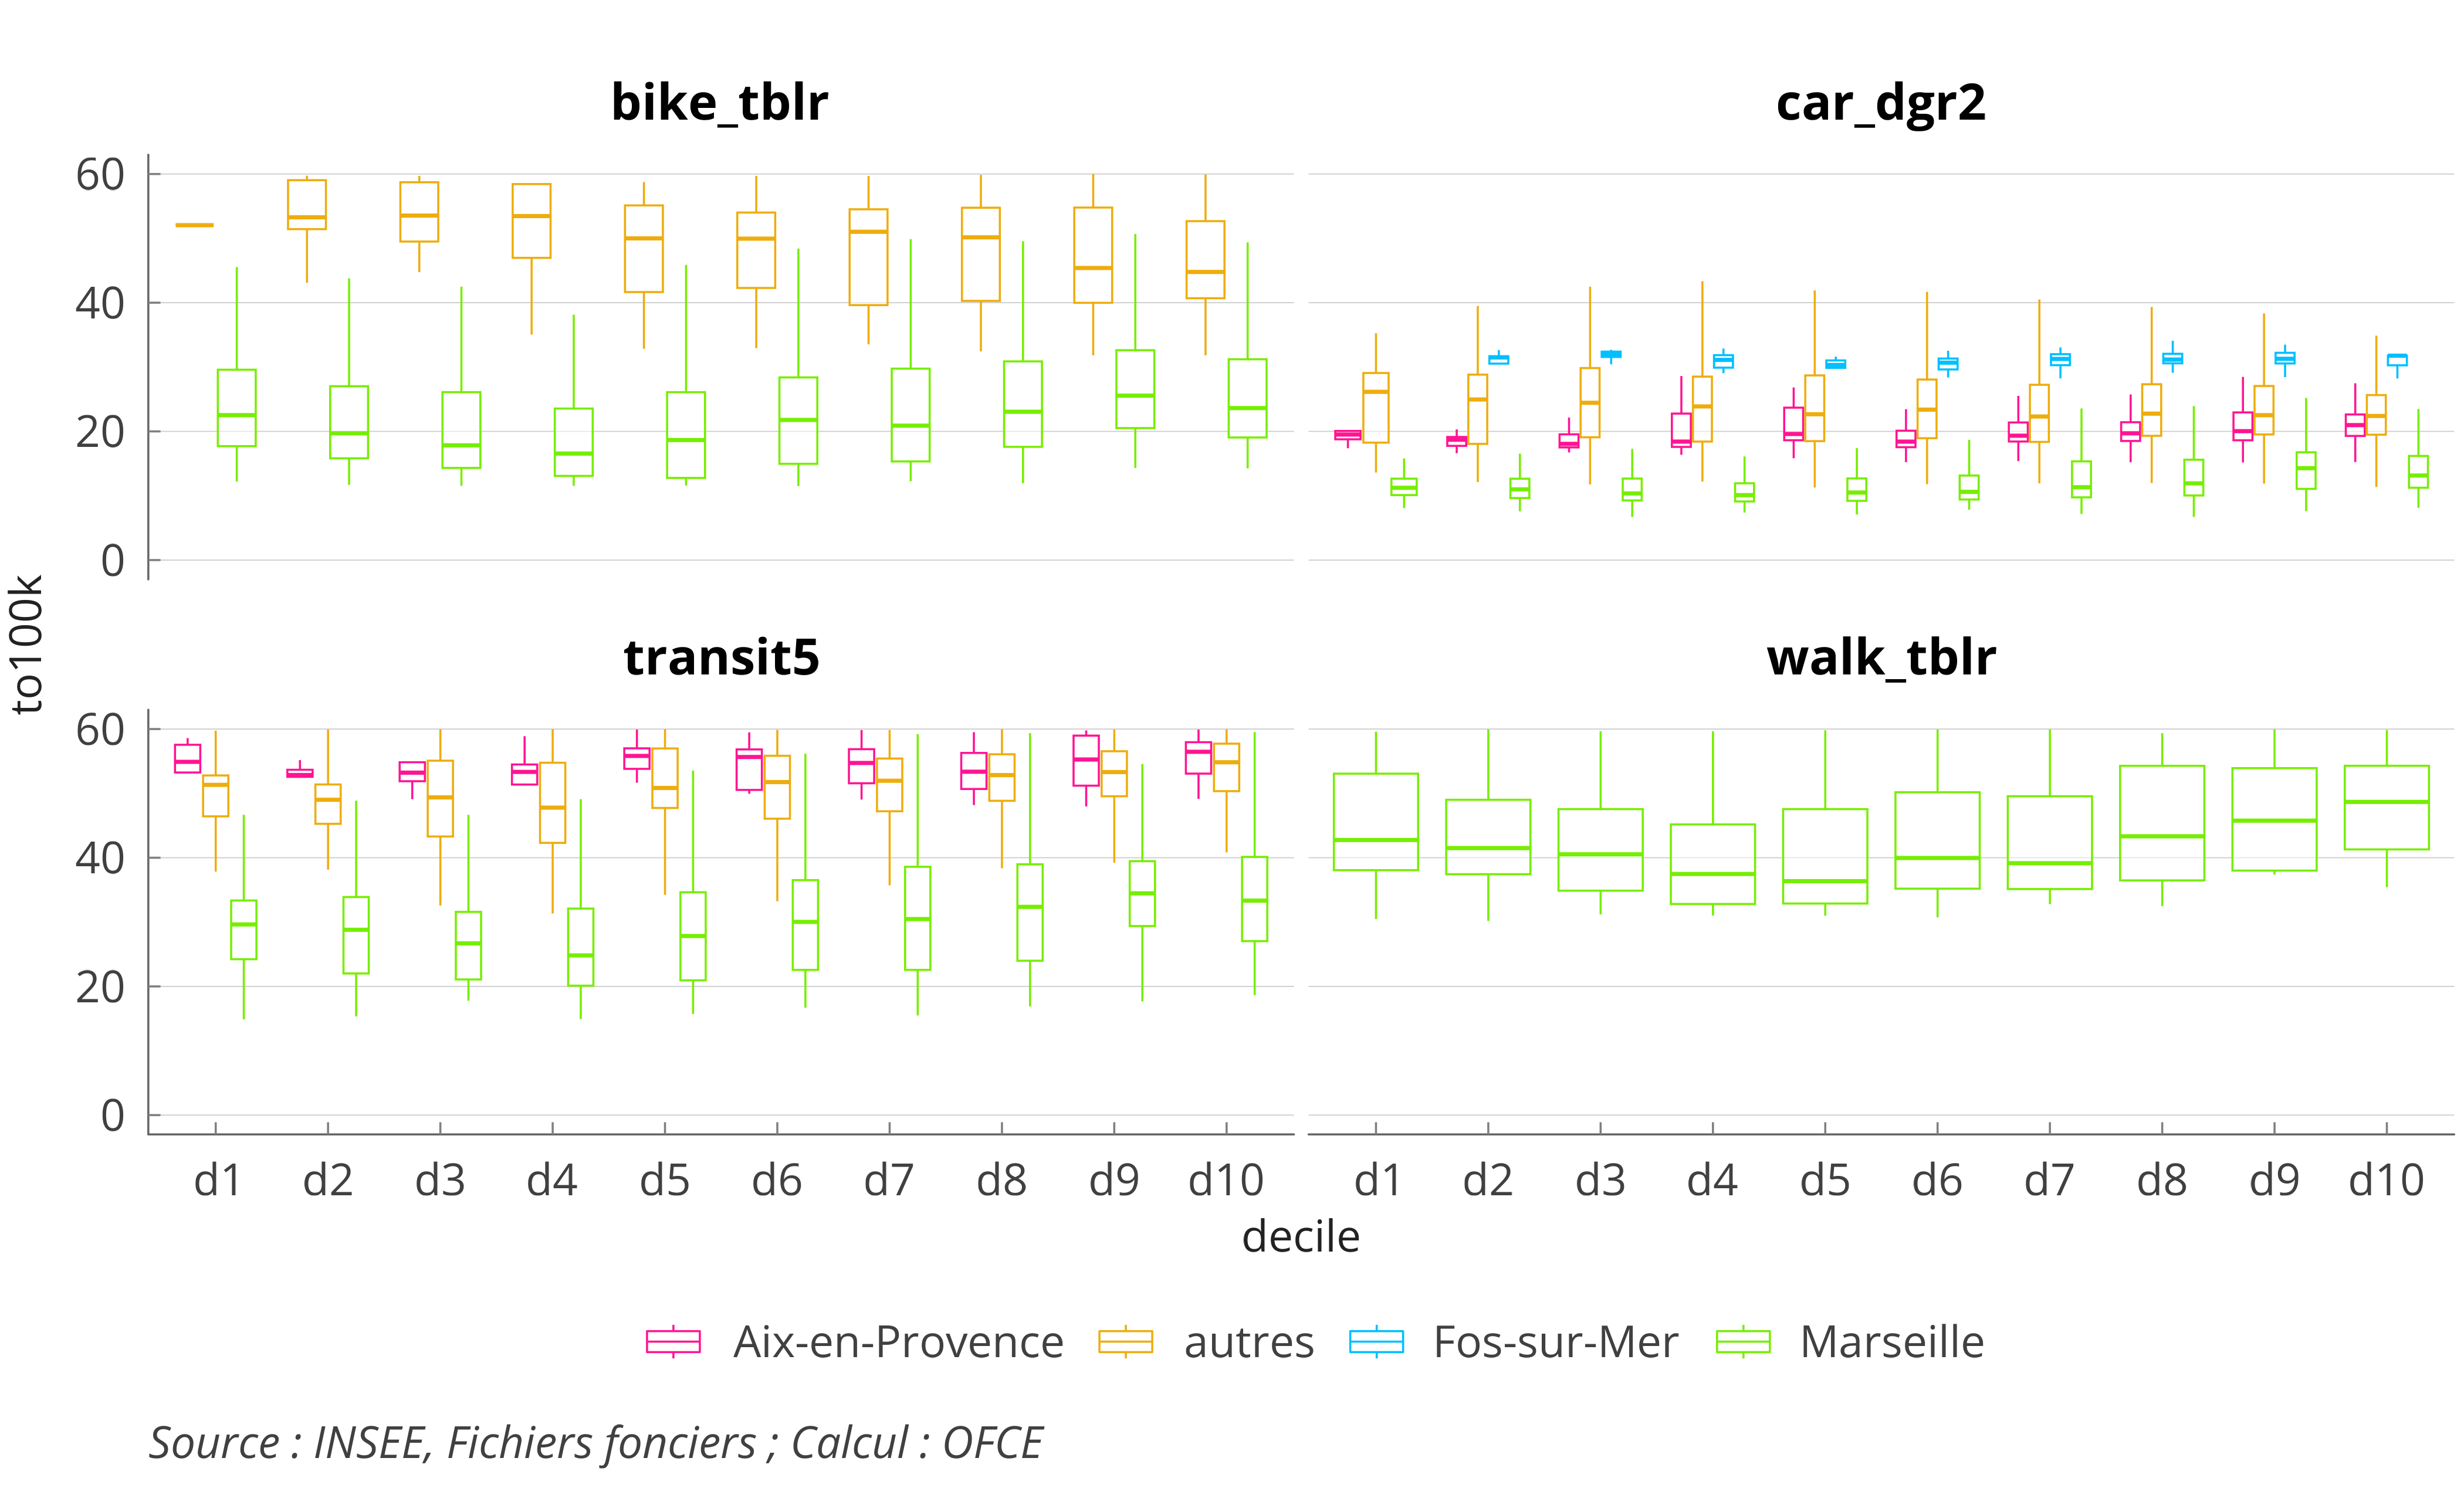 bike_tblr
car_dgr2
60
40
20
0
to100k
transit5
walk_tblr
60
40
20
0
d1 d2 d3 d4 d5 d6 d7 d8 d9 d10 d1 d2 d3 d4 d5 d6 d7 d8 d9 d10
decile
Aix-en-Provence autres Fos-sur-Mer Marseille
Source : INSEE, Fichiers fonciers ; Calcul : OFCE